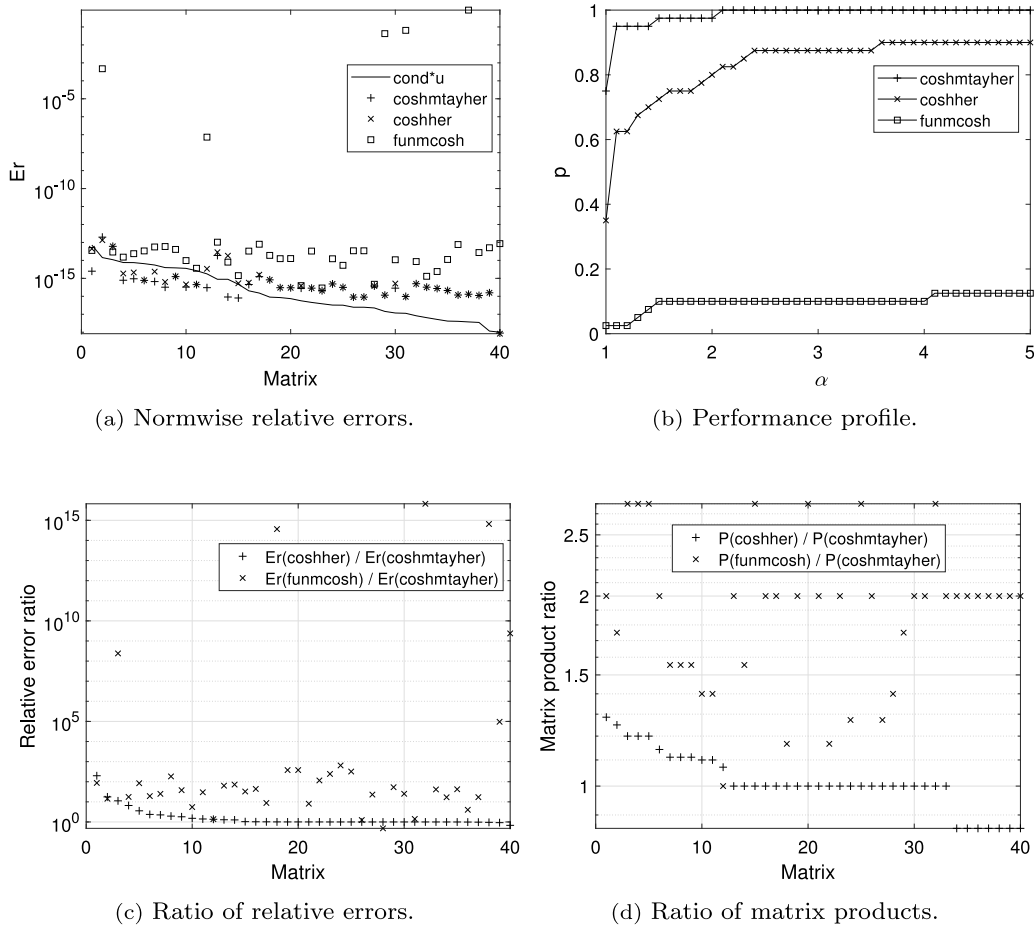 10^-5
10^-10
10^-15
Er
cond*u
coshmtayher
coshher
funmcosh
0 10 20 30 40
Matrix
(a) Normwise relative errors.
1
0.8
0.6
0.4
0.2
0
p
coshmtayher
coshher
funmcosh
1 2 3 4 5
α
(b) Performance profile.
10^15
10^10
10^5
10^0
Relative error ratio
Er(coshher) / Er(coshmtayher)
Er(funmcosh) / Er(coshmtayher)
0 10 20 30 40
Matrix
(c) Ratio of relative errors.
2.5
2
1.5
1
Matrix product ratio
P(coshher) / P(coshmtayher)
P(funmcosh) / P(coshmtayher)
0 10 20 30 40
Matrix
(d) Ratio of matrix products.